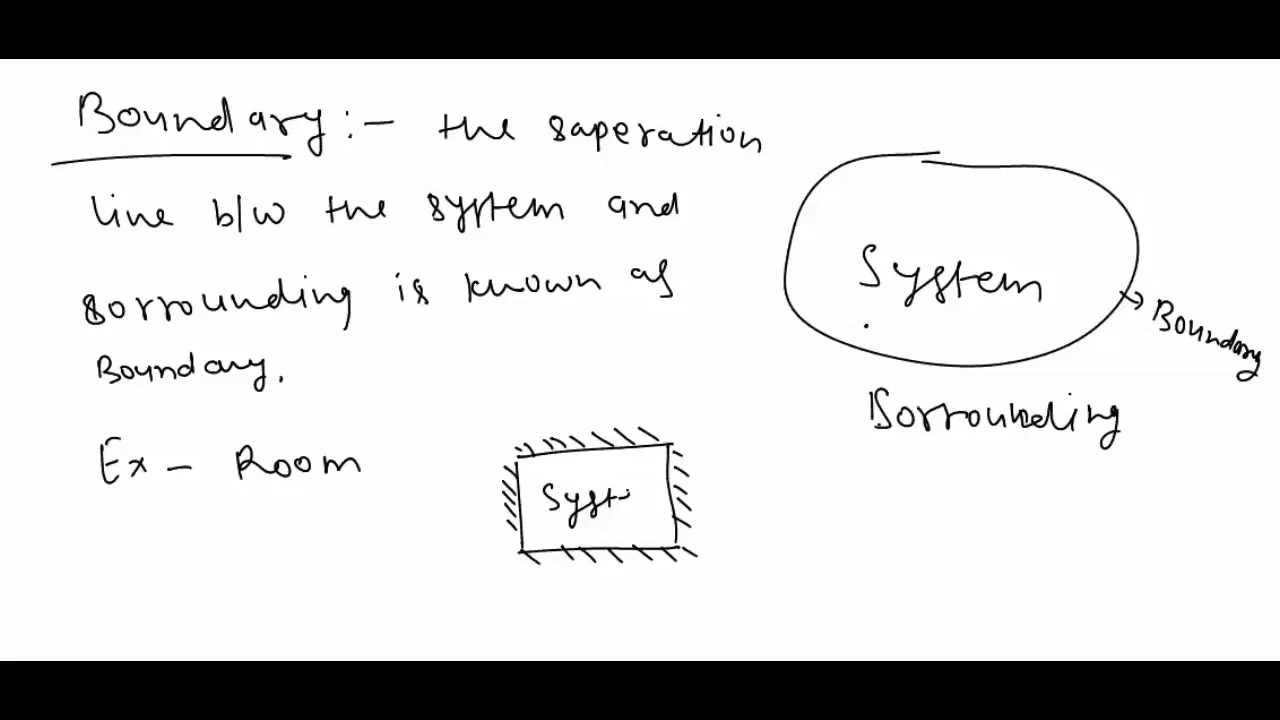 Boundary :- the saperation
line b/w the system and
sorrounding is known as
Boundary.
Ex - Room
Syst
System
Boundary
Sorrounding